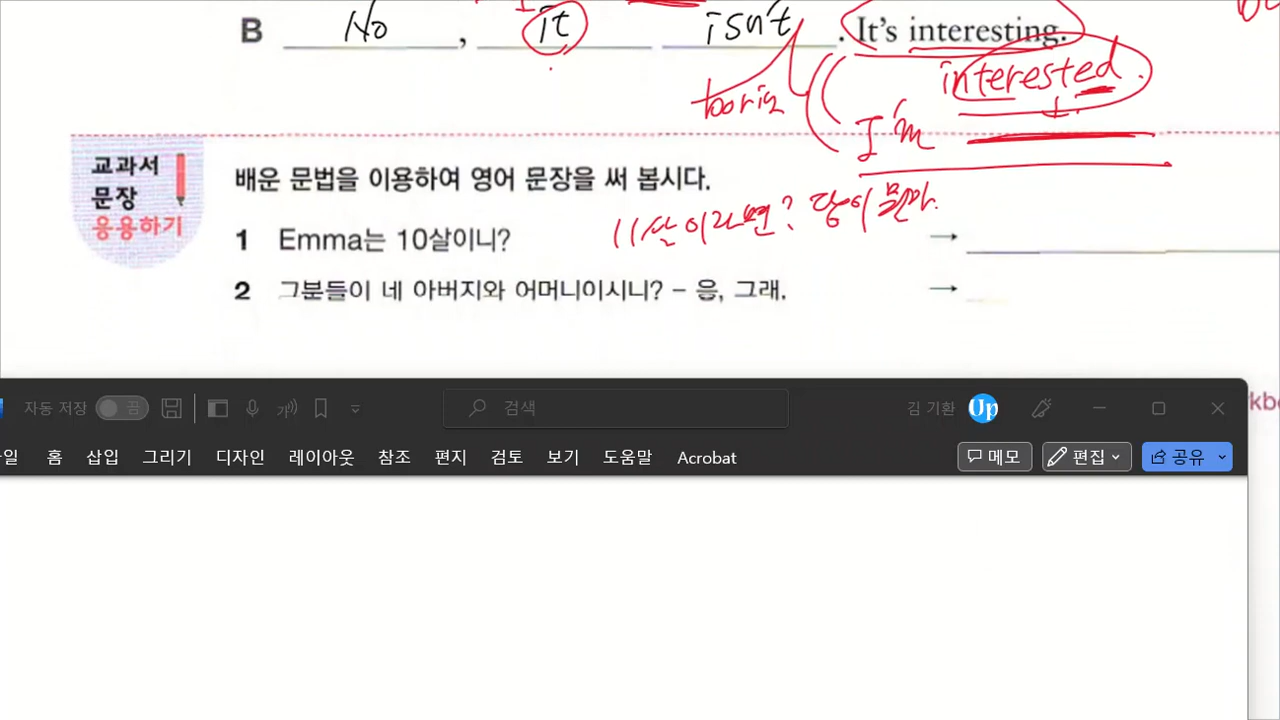 B No , it isn't . It's interesting.
interested.
boring
I'm
교과서
문장
응용하기
배운 문법을 이용하여 영어 문장을 써 봅시다.
11살이라면? 답이 뭘까.
1 Emma는 10살이니? →
2 그분들이 네 아버지와 어머니이시니? – 응, 그래. →
자동 저장 끔 검색 김 기환 Up
일 홈 삽입 그리기 디자인 레이아웃 참조 편지 검토 보기 도움말 Acrobat 메모 편집 공유